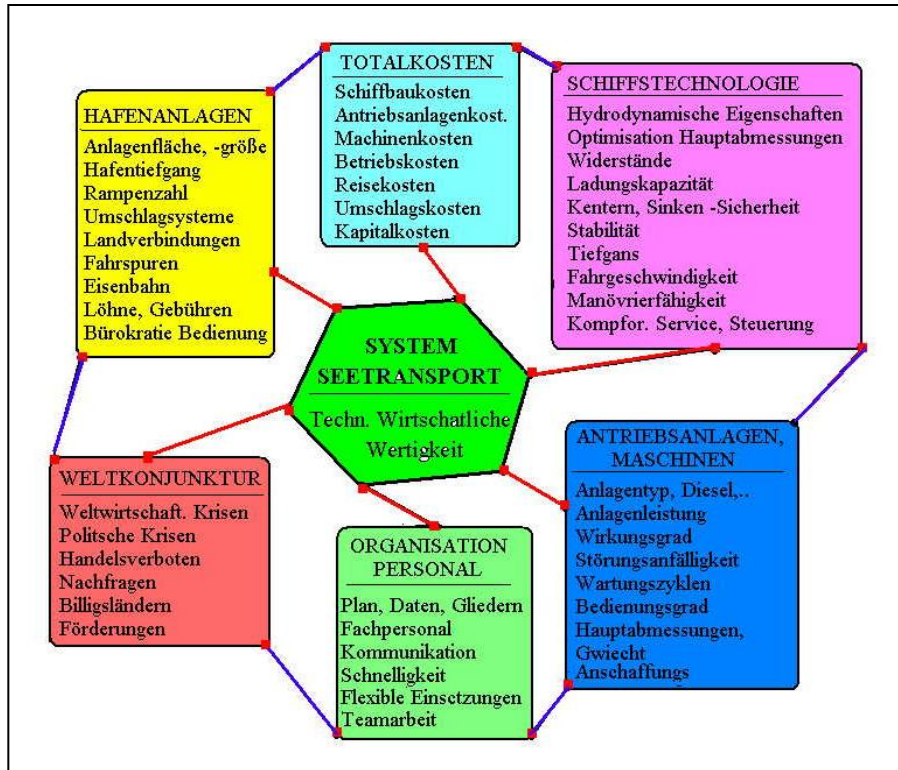 TOTALKOSTEN
Schiffbaukosten
Antriebsanlagenkost.
Machinenkosten
Betriebskosten
Reisekosten
Umschlagskosten
Kapitalkosten
SCHIFFSTECHNOLOGIE
Hydrodynamische Eigenschaften
Optimisation Hauptabmessungen
Widerstände
Ladungskapazität
Kentern, Sinken -Sicherheit
Stabilität
Tiefgans
Fahrgeschwindigkeit
Manövrierfähigkeit
Kompfor. Service, Steuerung
HAFENANLAGEN
Anlagenfläche, -größe
Hafentiefgang
Rampenzahl
Umschlagsysteme
Landverbindungen
Fahrspuren
Eisenbahn
Löhne, Gebühren
Bürokratie Bedienung
SYSTEM
SEETRANSPORT
Techn. Wirtschatliche
Wertigkeit
ANTRIEBSANLAGEN,
MASCHINEN
Anlagentyp, Diesel,..
Anlagenleistung
Wirkungsgrad
Störungsanfälligkeit
Wartungszyklen
Bedienungsgrad
Hauptabmessungen,
Gwiecht
Anschaffungs
WELTKONJUNKTUR
Weltwirtschaft. Krisen
Politsche Krisen
Handelsverboten
Nachfragen
Billigsländern
Förderungen
ORGANISATION
PERSONAL
Plan, Daten, Gliedern
Fachpersonal
Kommunikation
Schnelligkeit
Flexible Einsetzungen
Teamarbeit